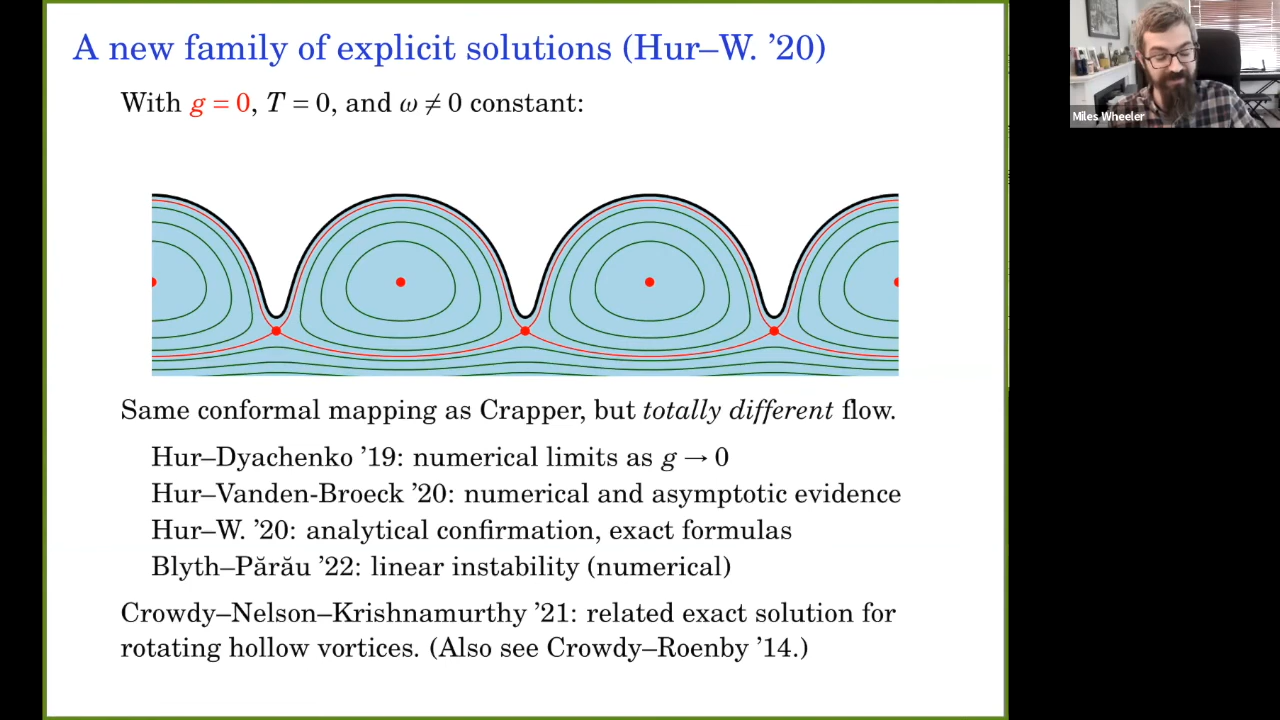 A new family of explicit solutions (Hur–W. ’20)
With g = 0, T = 0, and ω ≠ 0 constant:
Same conformal mapping as Crapper, but totally different flow.
Hur–Dyachenko ’19: numerical limits as g → 0
Hur–Vanden-Broeck ’20: numerical and asymptotic evidence
Hur–W. ’20: analytical confirmation, exact formulas
Blyth–Părău ’22: linear instability (numerical)
Crowdy–Nelson–Krishnamurthy ’21: related exact solution for
rotating hollow vortices. (Also see Crowdy–Roenby ’14.)
Miles Wheeler